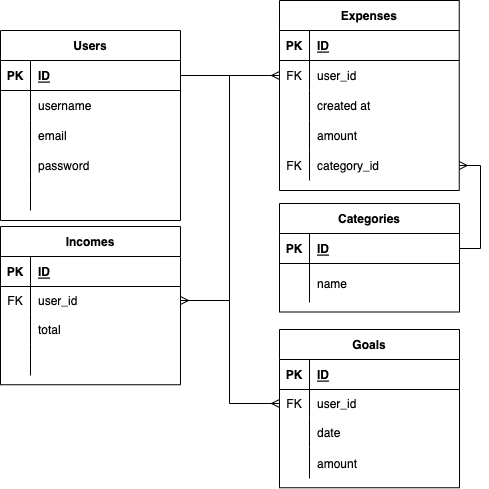 Users
PK ID
username
email
password
Incomes
PK ID
FK user_id
total
Expenses
PK ID
FK user_id
created at
amount
FK category_id
Categories
PK ID
name
Goals
PK ID
FK user_id
date
amount